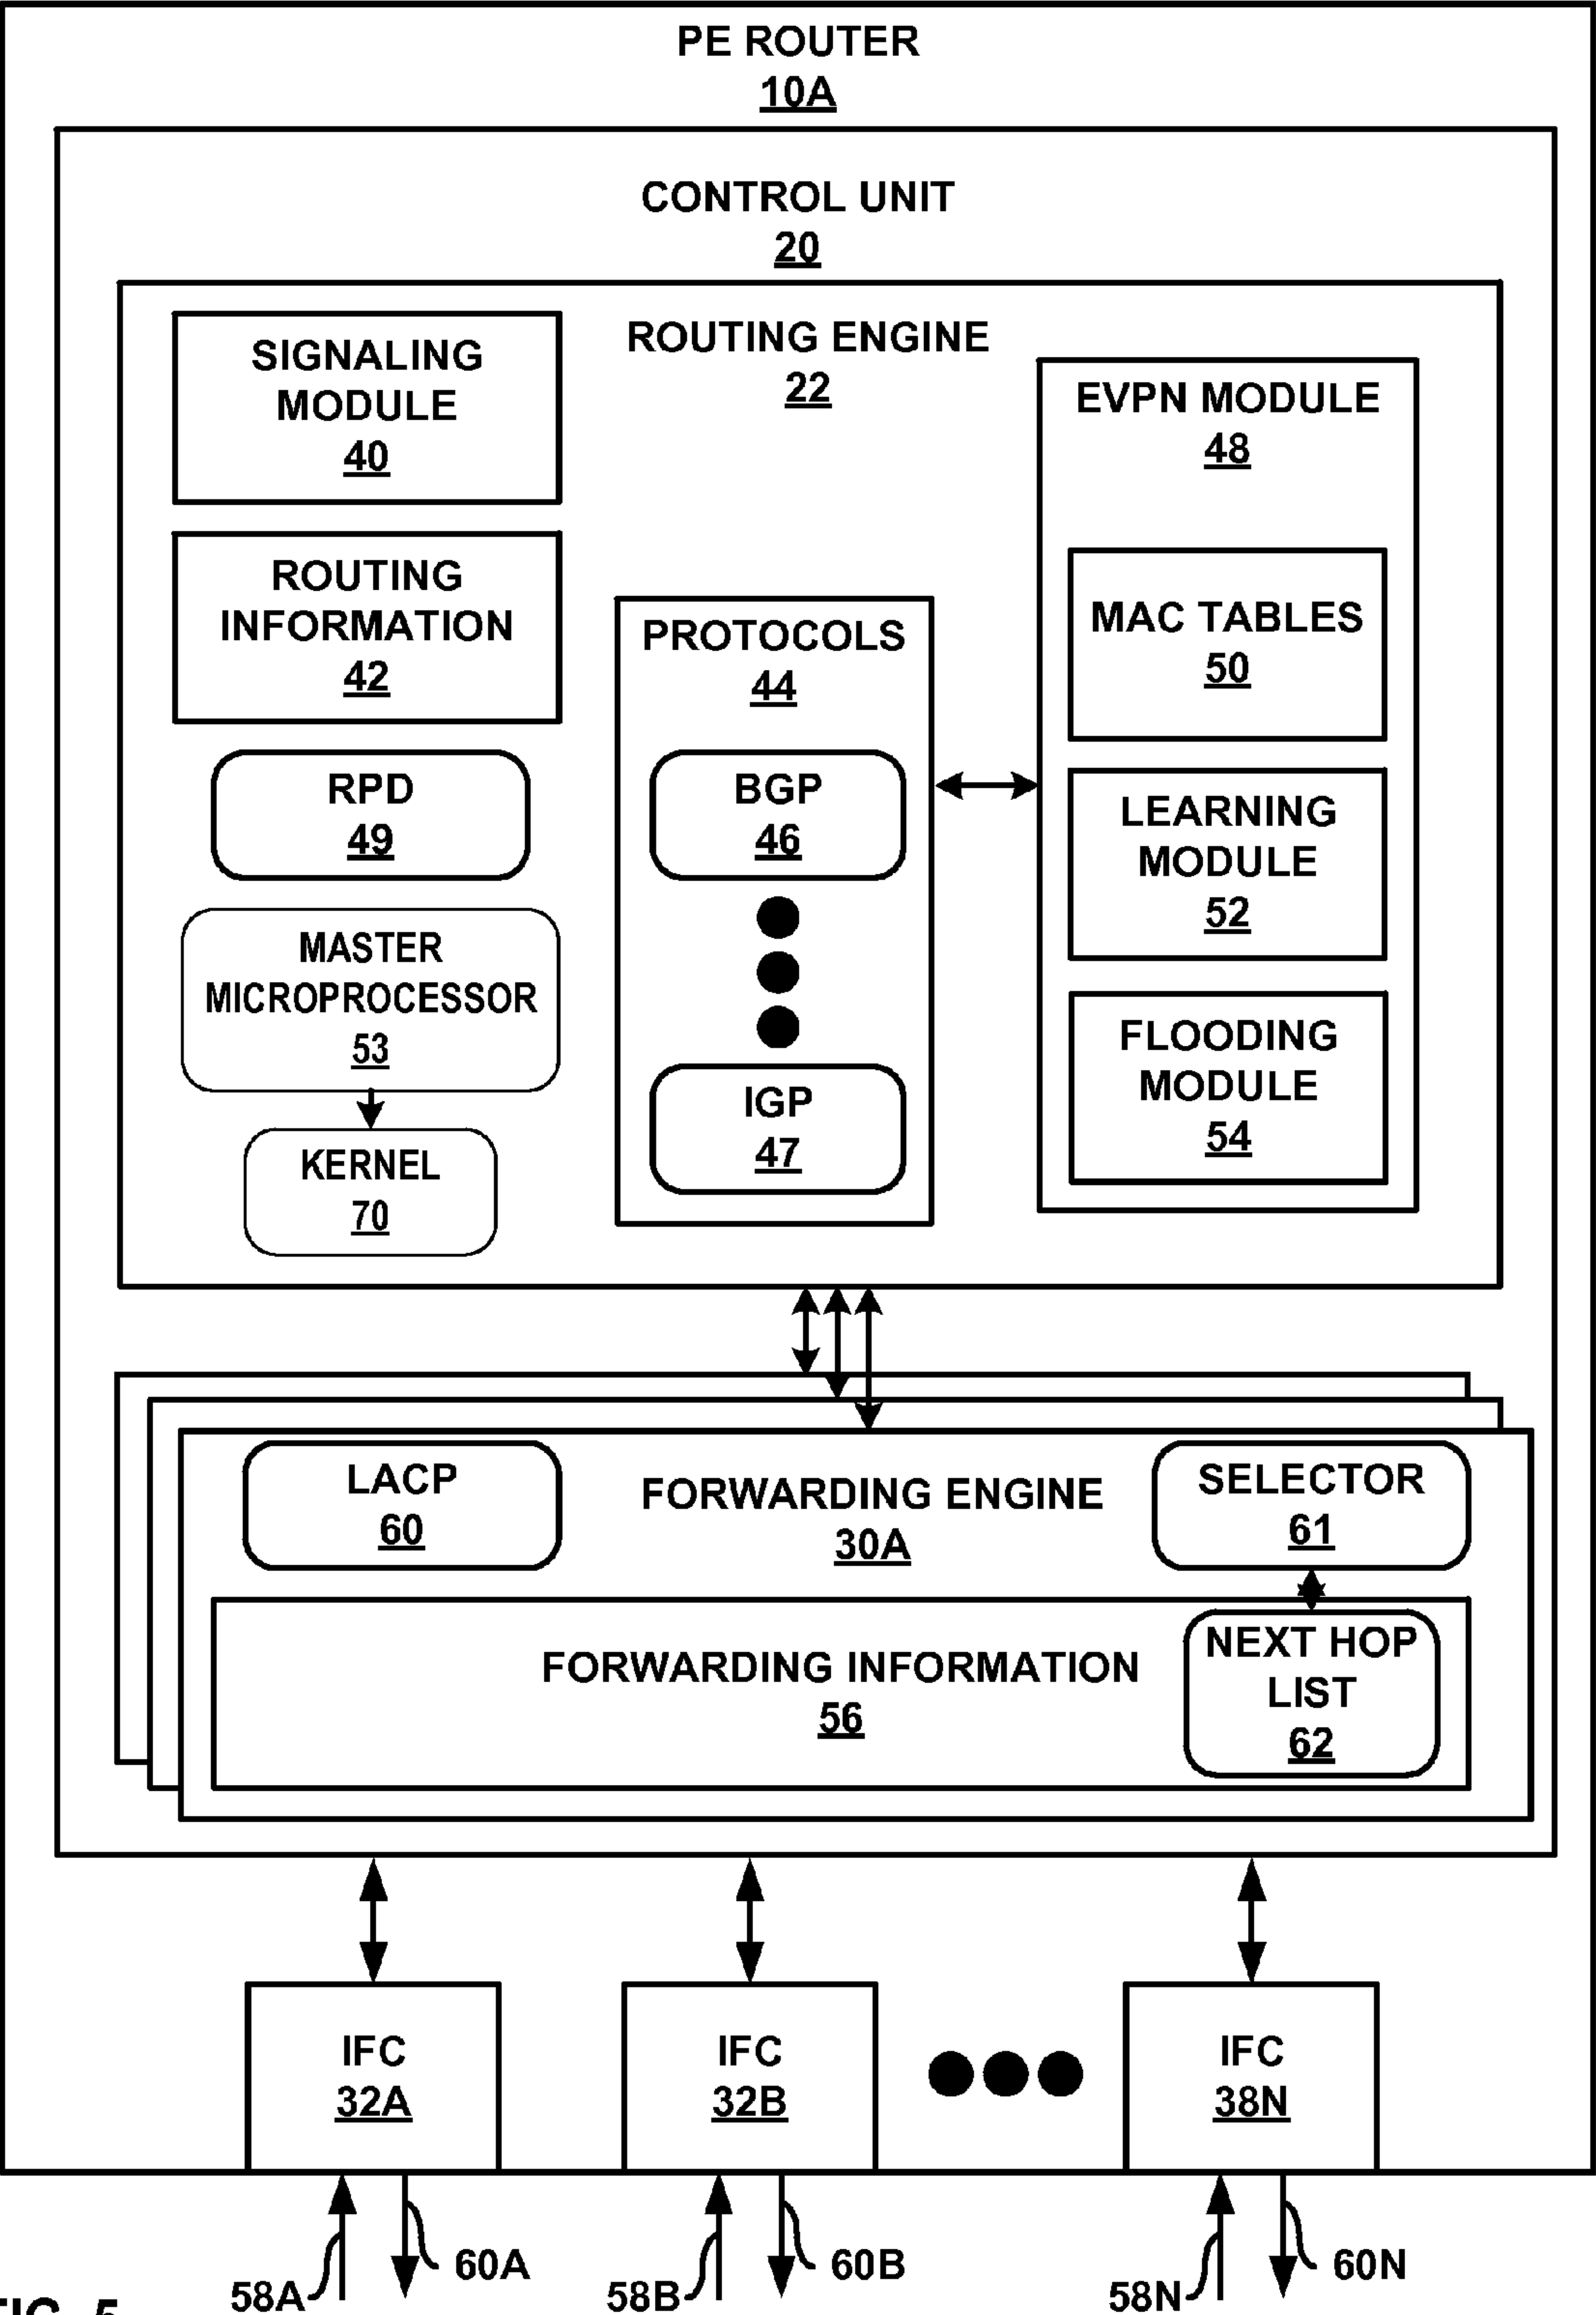 PE ROUTER
10A
CONTROL UNIT
20
ROUTING ENGINE
22
SIGNALING
MODULE
40
ROUTING
INFORMATION
42
RPD
49
MASTER
MICROPROCESSOR
53
KERNEL
70
PROTOCOLS
44
BGP
46
IGP
47
EVPN MODULE
48
MAC TABLES
50
LEARNING
MODULE
52
FLOODING
MODULE
54
LACP
60
FORWARDING ENGINE
30A
SELECTOR
61
FORWARDING INFORMATION
56
NEXT HOP
LIST
62
IFC
32A
IFC
32B
IFC
38N
58A
60A
58B
60B
58N
60N